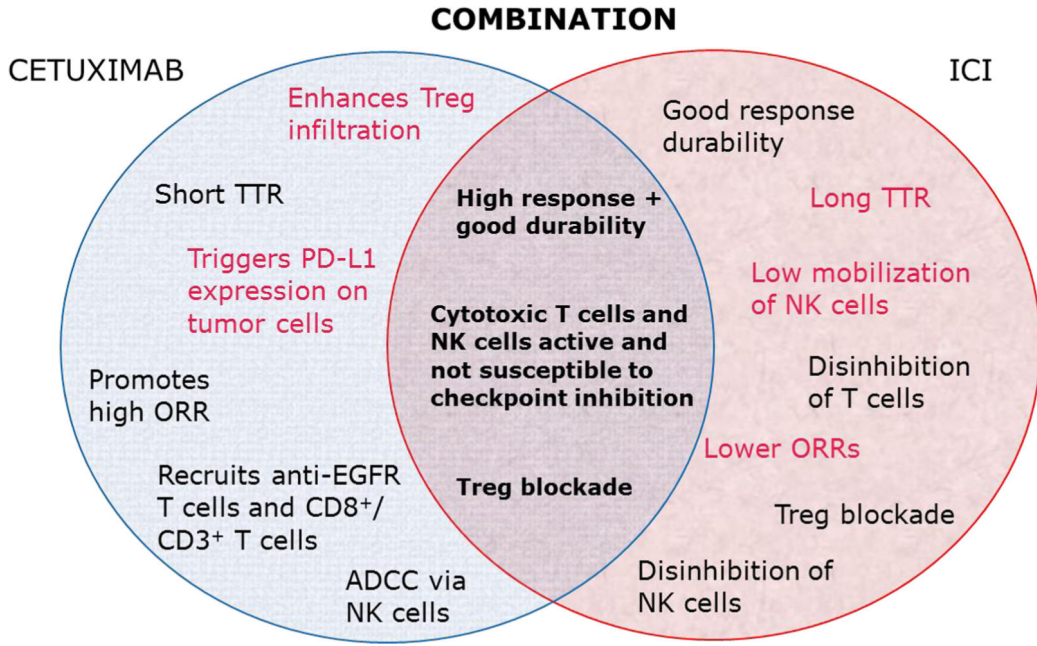 COMBINATION
CETUXIMAB
ICI
Enhances Treg
infiltration
Short TTR
Triggers PD-L1
expression on
tumor cells
Promotes
high ORR
Recruits anti-EGFR
T cells and CD8⁺/
CD3⁺ T cells
ADCC via
NK cells
High response +
good durability
Cytotoxic T cells and
NK cells active and
not susceptible to
checkpoint inhibition
Treg blockade
Good response
durability
Long TTR
Low mobilization
of NK cells
Disinhibition
of T cells
Lower ORRs
Treg blockade
Disinhibition of
NK cells